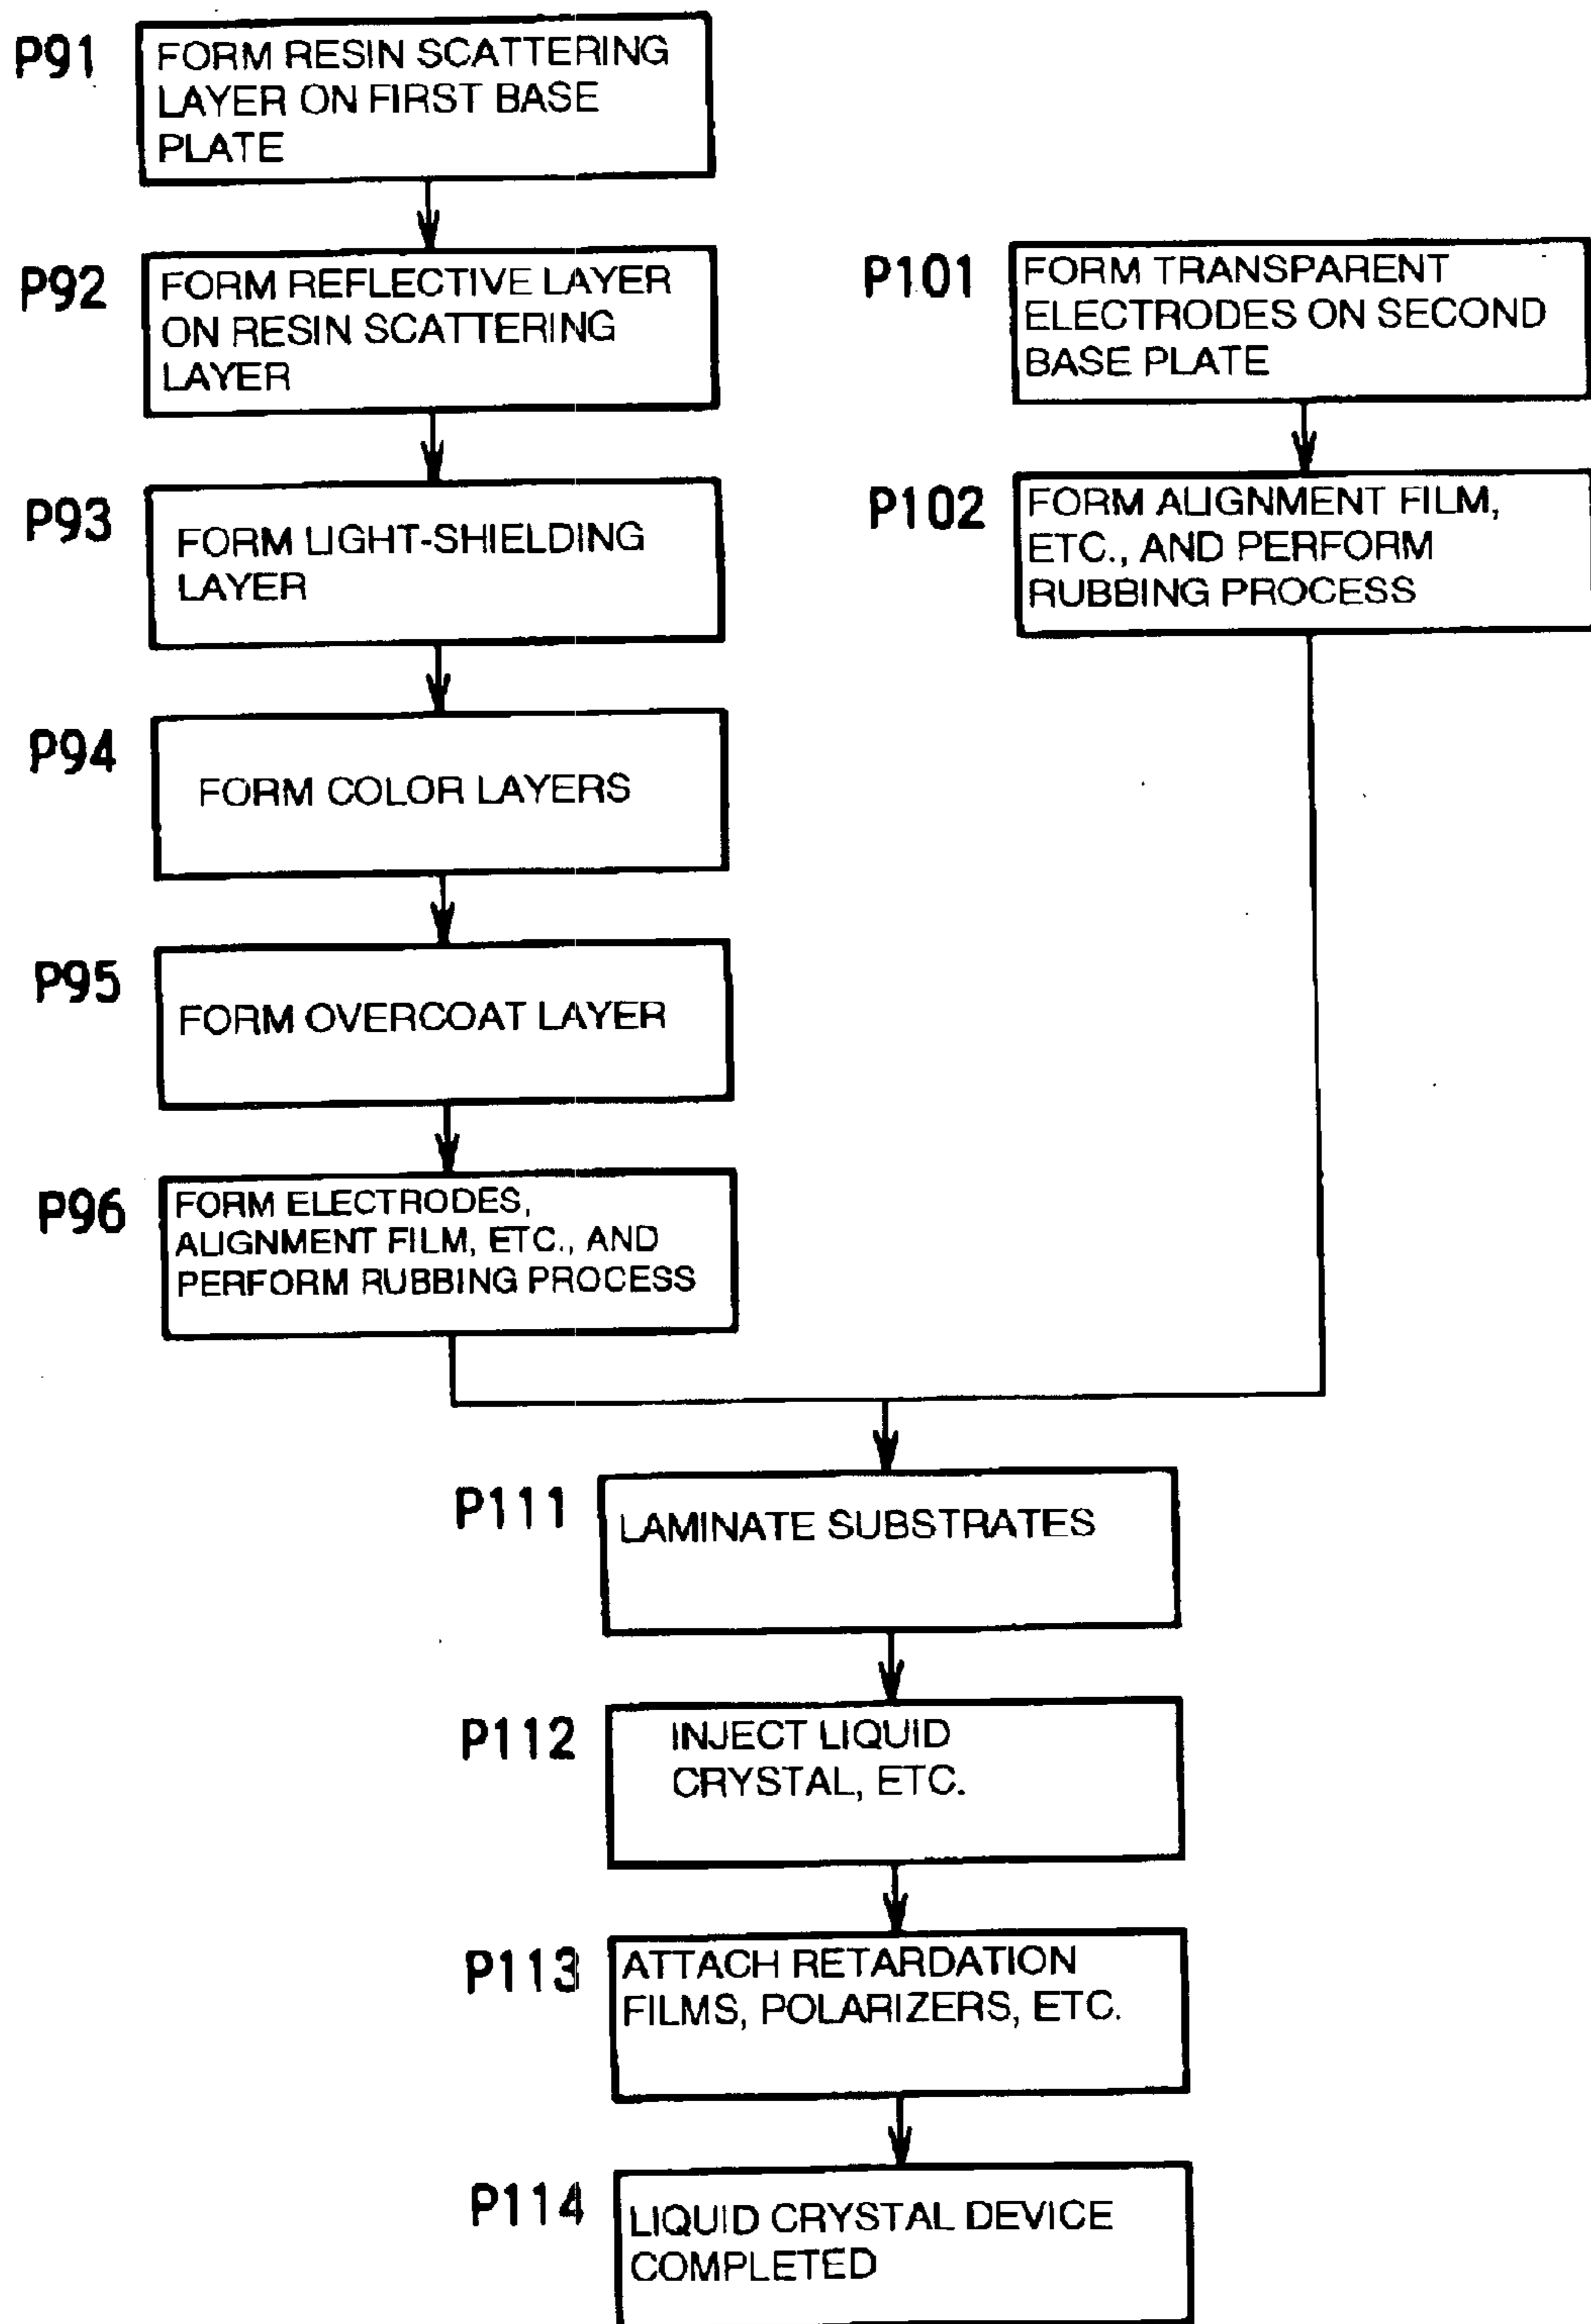 P91
FORM RESIN SCATTERING
LAYER ON FIRST BASE
PLATE
P92
FORM REFLECTIVE LAYER
ON RESIN SCATTERING
LAYER
P93
FORM LIGHT-SHIELDING
LAYER
P94
FORM COLOR LAYERS
P95
FORM OVERCOAT LAYER
P96
FORM ELECTRODES,
ALIGNMENT FILM, ETC., AND
PERFORM RUBBING PROCESS
P101
FORM TRANSPARENT
ELECTRODES ON SECOND
BASE PLATE
P102
FORM ALIGNMENT FILM,
ETC., AND PERFORM
RUBBING PROCESS
P111
LAMINATE SUBSTRATES
P112
INJECT LIQUID
CRYSTAL, ETC.
P113
ATTACH RETARDATION
FILMS, POLARIZERS, ETC.
P114
LIQUID CRYSTAL DEVICE
COMPLETED